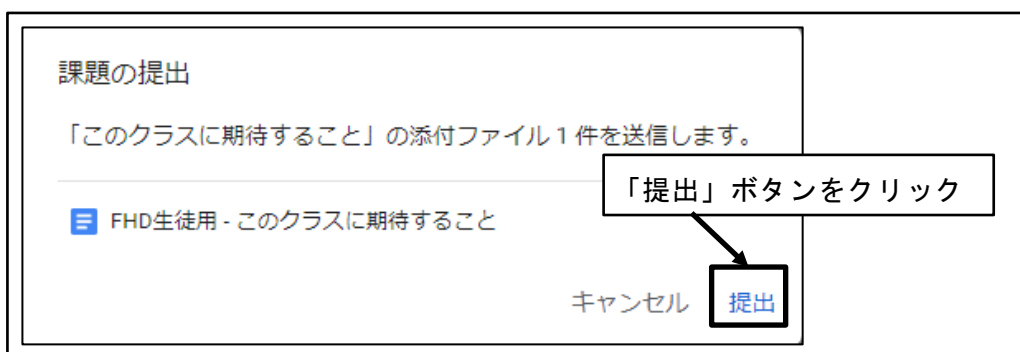 課題の提出
「このクラスに期待すること」の添付ファイル 1 件を送信します。
「提出」ボタンをクリック
FHD生徒用 - このクラスに期待すること
キャンセル 提出